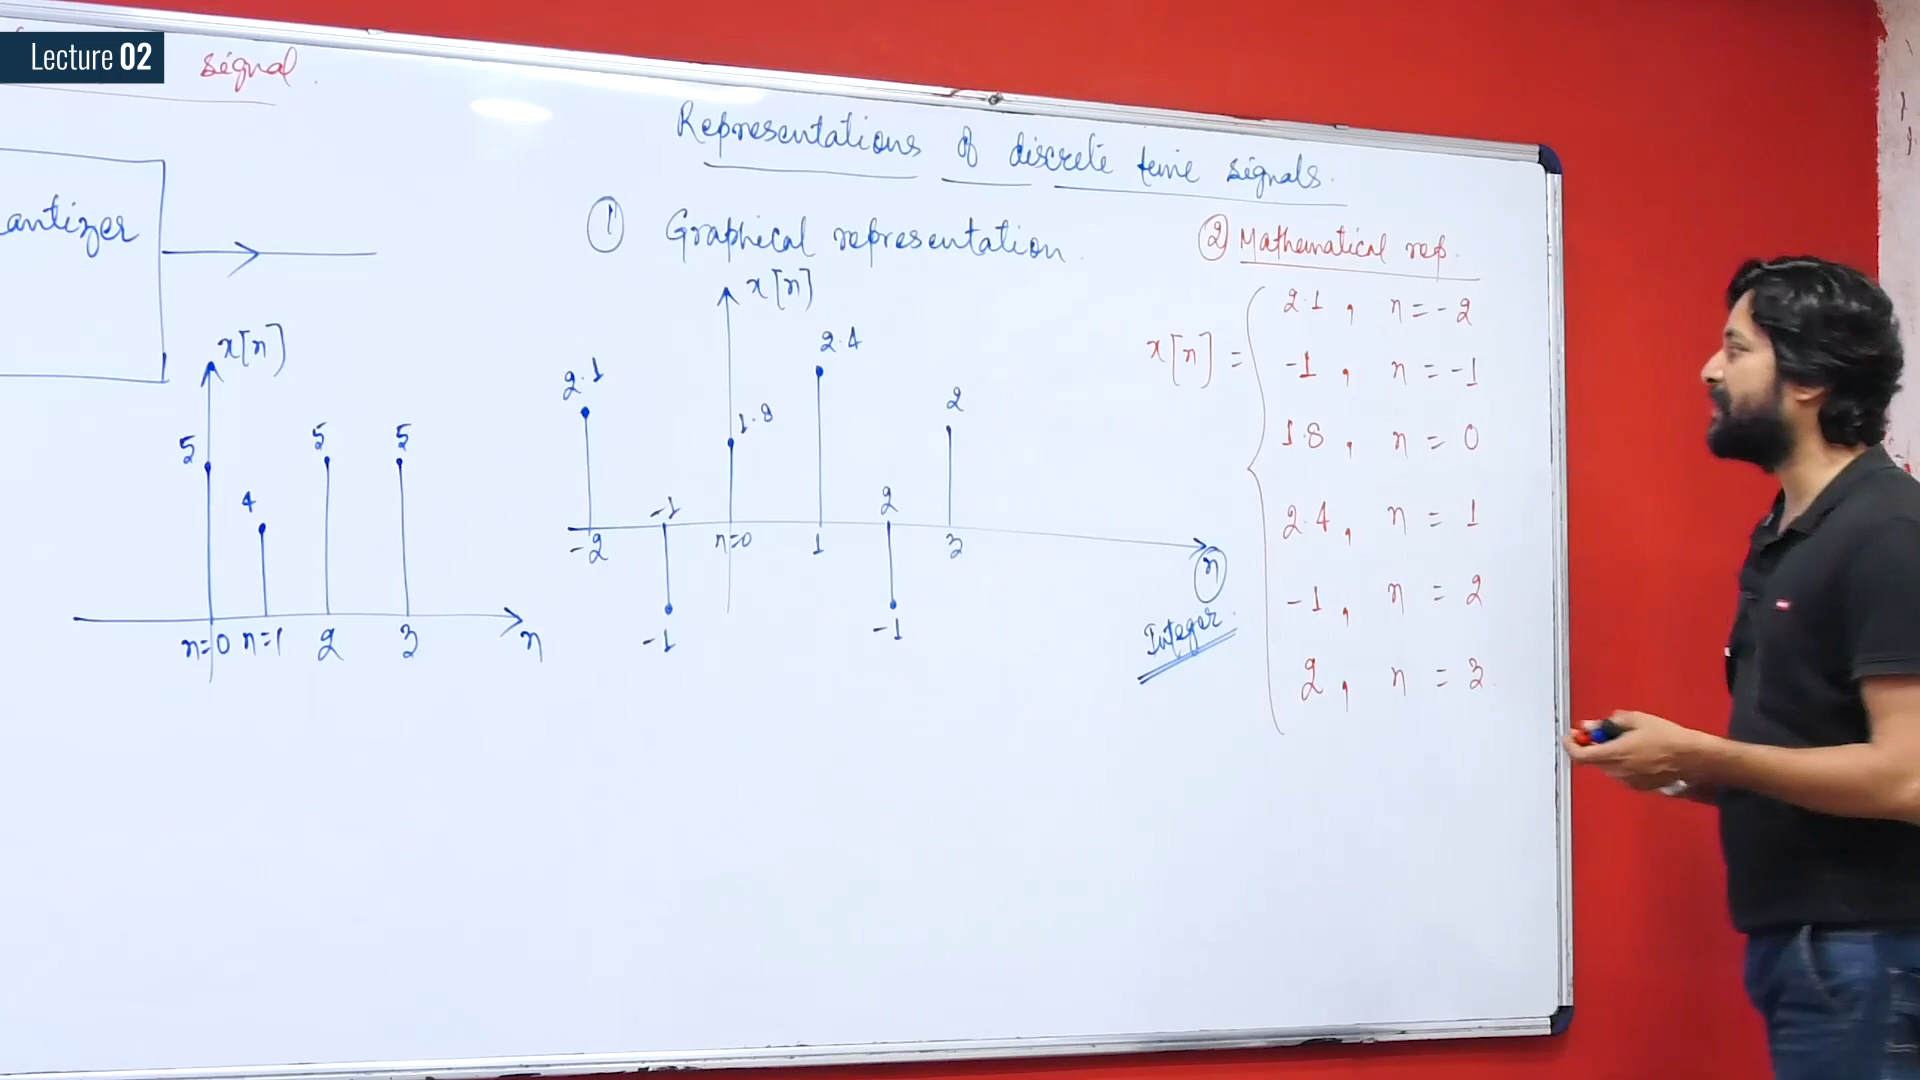 Lecture 02
signal.
Representations of discrete time signals.
① Graphical representation
② Mathematical rep.
antizer
x[n]
5
4
5
5
n=0 n=1 2 3 n
x[n]
2.1
-1
1.8
2.4
2
2
-2
n=0
1
3
n
-1
-1
Integer.
x[n] =
2.1 , n = -2
-1 , n = -1
1.8 , n = 0
2.4 , n = 1
-1 , n = 2
2 , n = 3